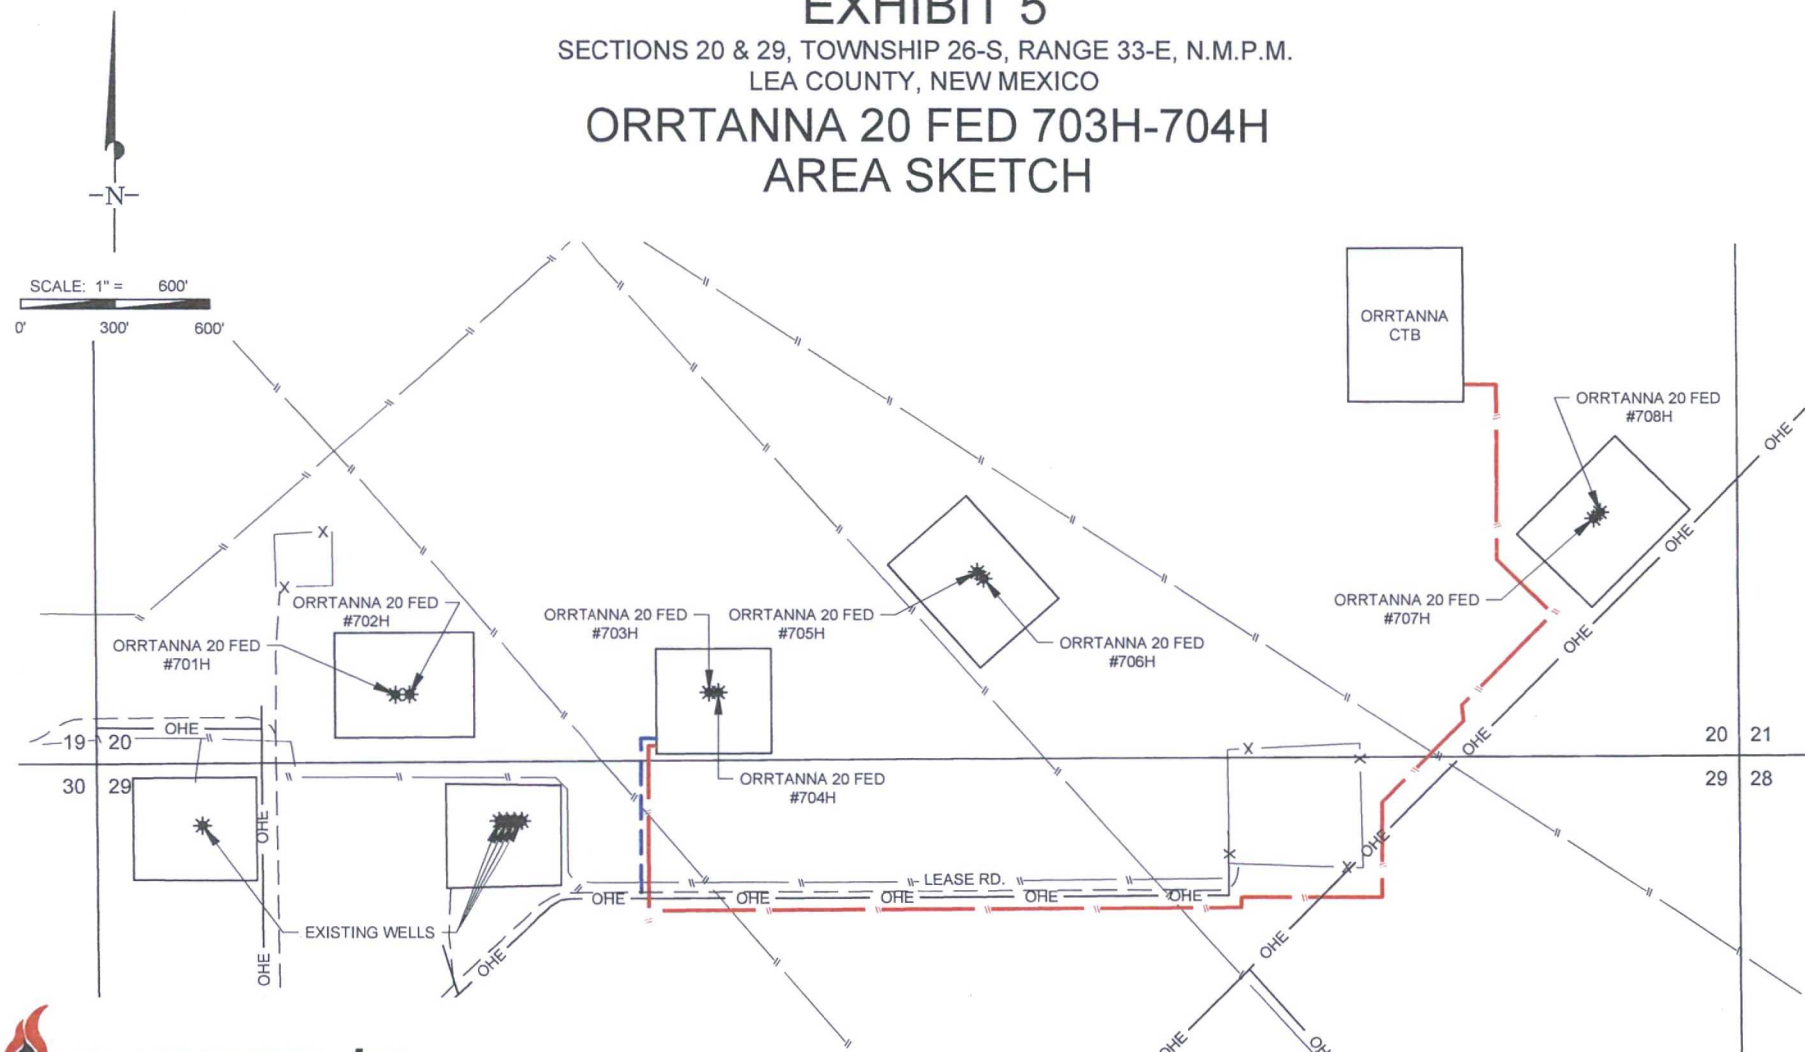 EXHIBIT 5
SECTIONS 20 & 29, TOWNSHIP 26-S, RANGE 33-E, N.M.P.M.
LEA COUNTY, NEW MEXICO
ORRTANNA 20 FED 703H-704H
AREA SKETCH
-N-
SCALE: 1" = 600'
0' 300' 600'
ORRTANNA
CTB
ORRTANNA 20 FED
#708H
OHE
OHE
X
X
ORRTANNA 20 FED
#702H
ORRTANNA 20 FED
#701H
ORRTANNA 20 FED
#703H
ORRTANNA 20 FED
#705H
ORRTANNA 20 FED
#706H
ORRTANNA 20 FED
#707H
OHE
OHE
OHE
19 20
30 29
20 21
29 28
X
X
ORRTANNA 20 FED
#704H
OHE
OHE
X
X
LEASE RD.
OHE
OHE
OHE
OHE
OHE
EXISTING WELLS
OHE
OHE
OHE
OHE
OH